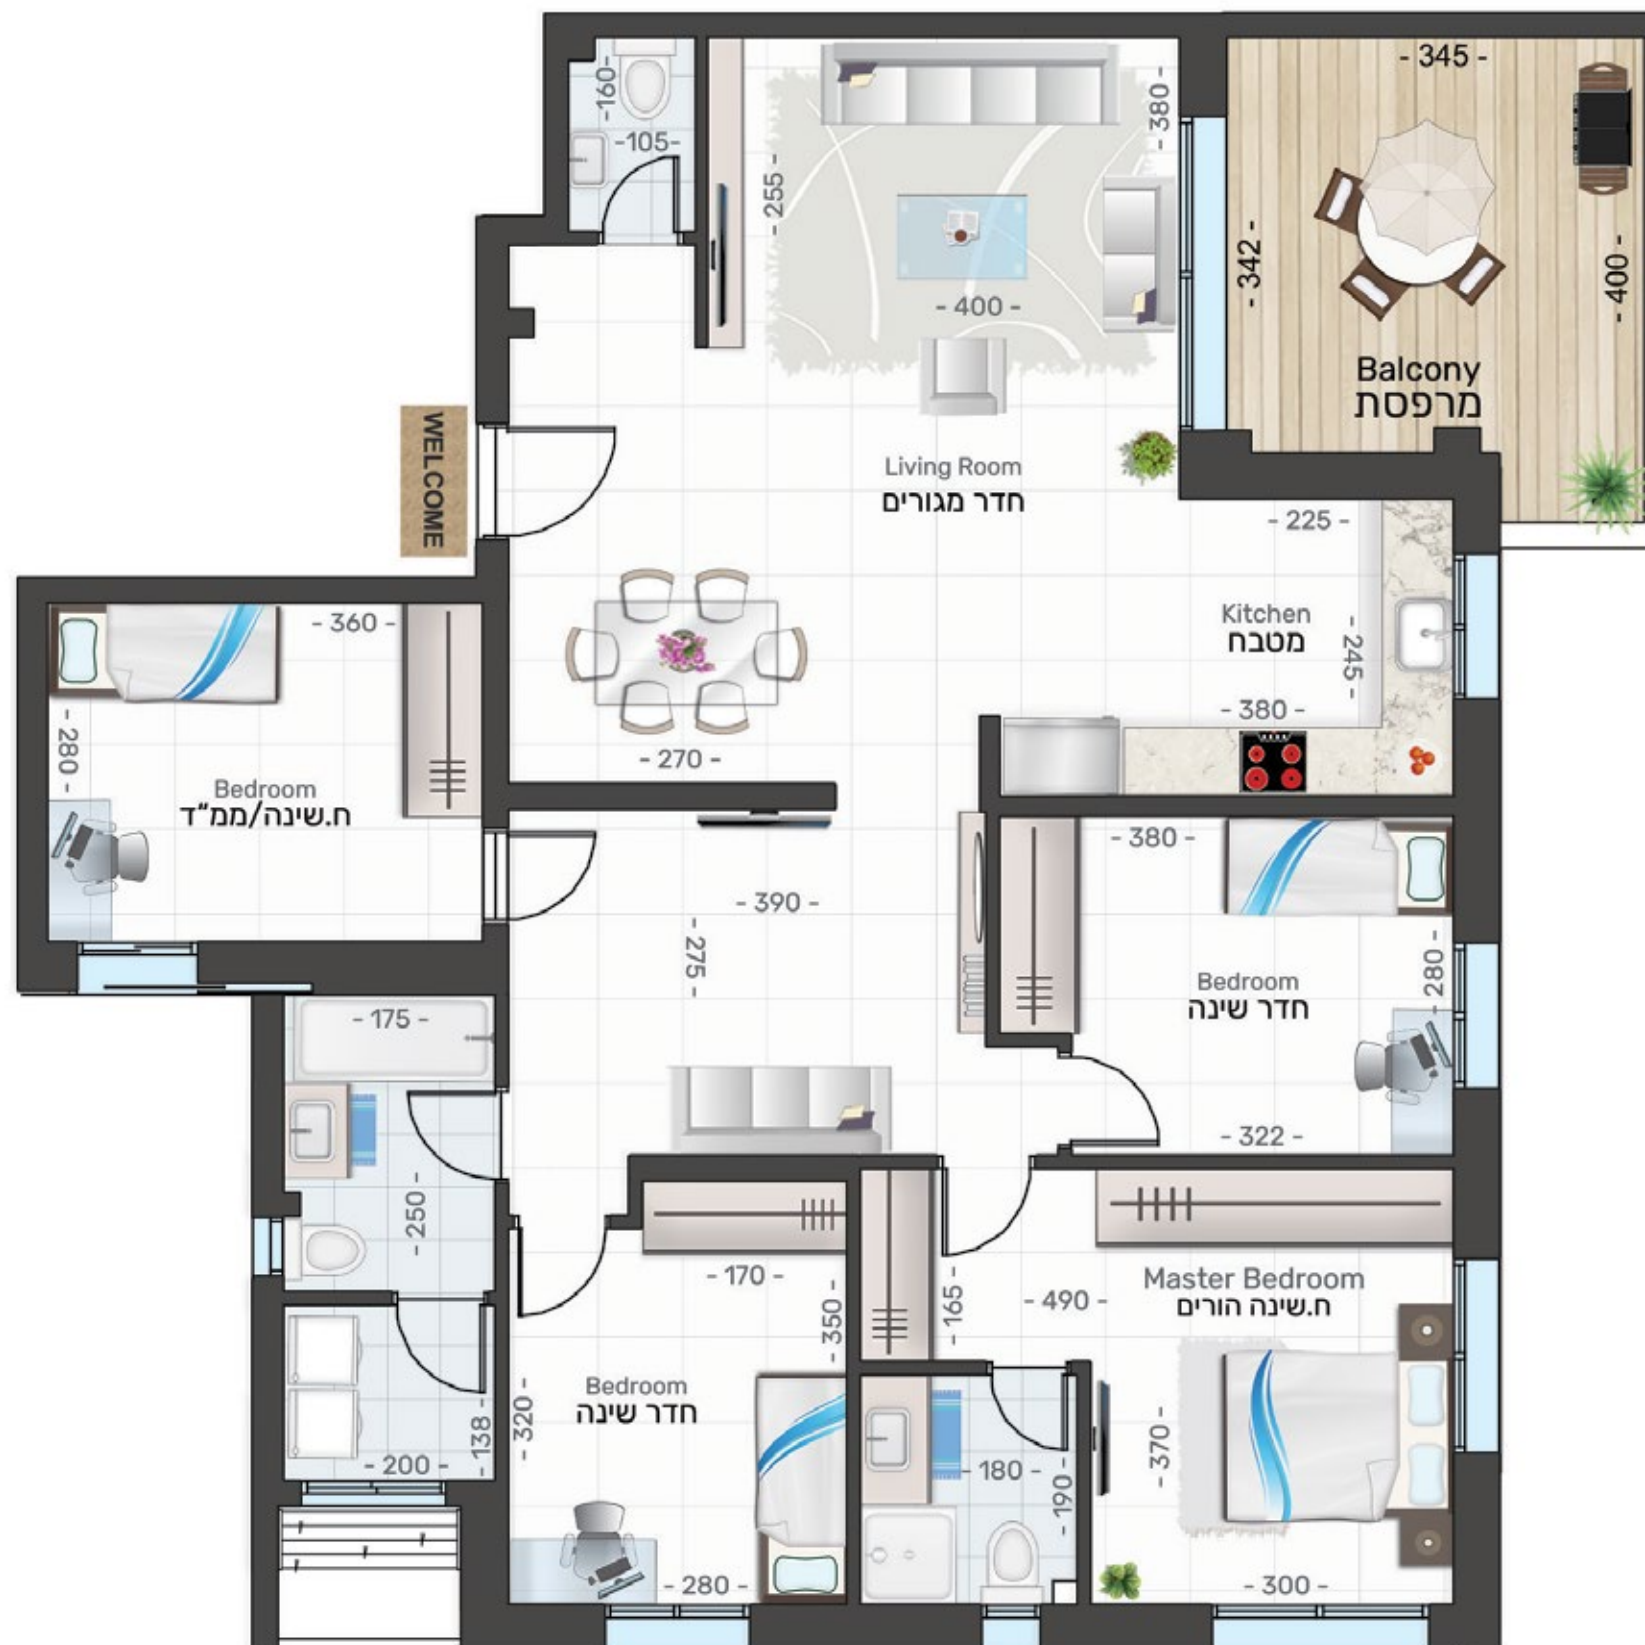 - 345 -
-160-
-105-
- 380 -
- 255 -
- 342 -
- 400 -
- 400 -
Balcony
מרפסת
WELCOME
Living Room
חדר מגורים
- 225 -
Kitchen
מטבח
- 245 -
- 360 -
- 380 -
- 280 -
- 270 -
Bedroom
ח.שינה/ממ״ד
- 380 -
- 390 -
- 275 -
- 280 -
Bedroom
חדר שינה
- 175 -
- 322 -
- 250 -
- 170 -
- 350 -
- 165 -
- 490 -
Master Bedroom
ח.שינה הורים
Bedroom
חדר שינה
- 320 -
- 138 -
- 200 -
- 370 -
- 180 -
- 190 -
- 280 -
- 300 -